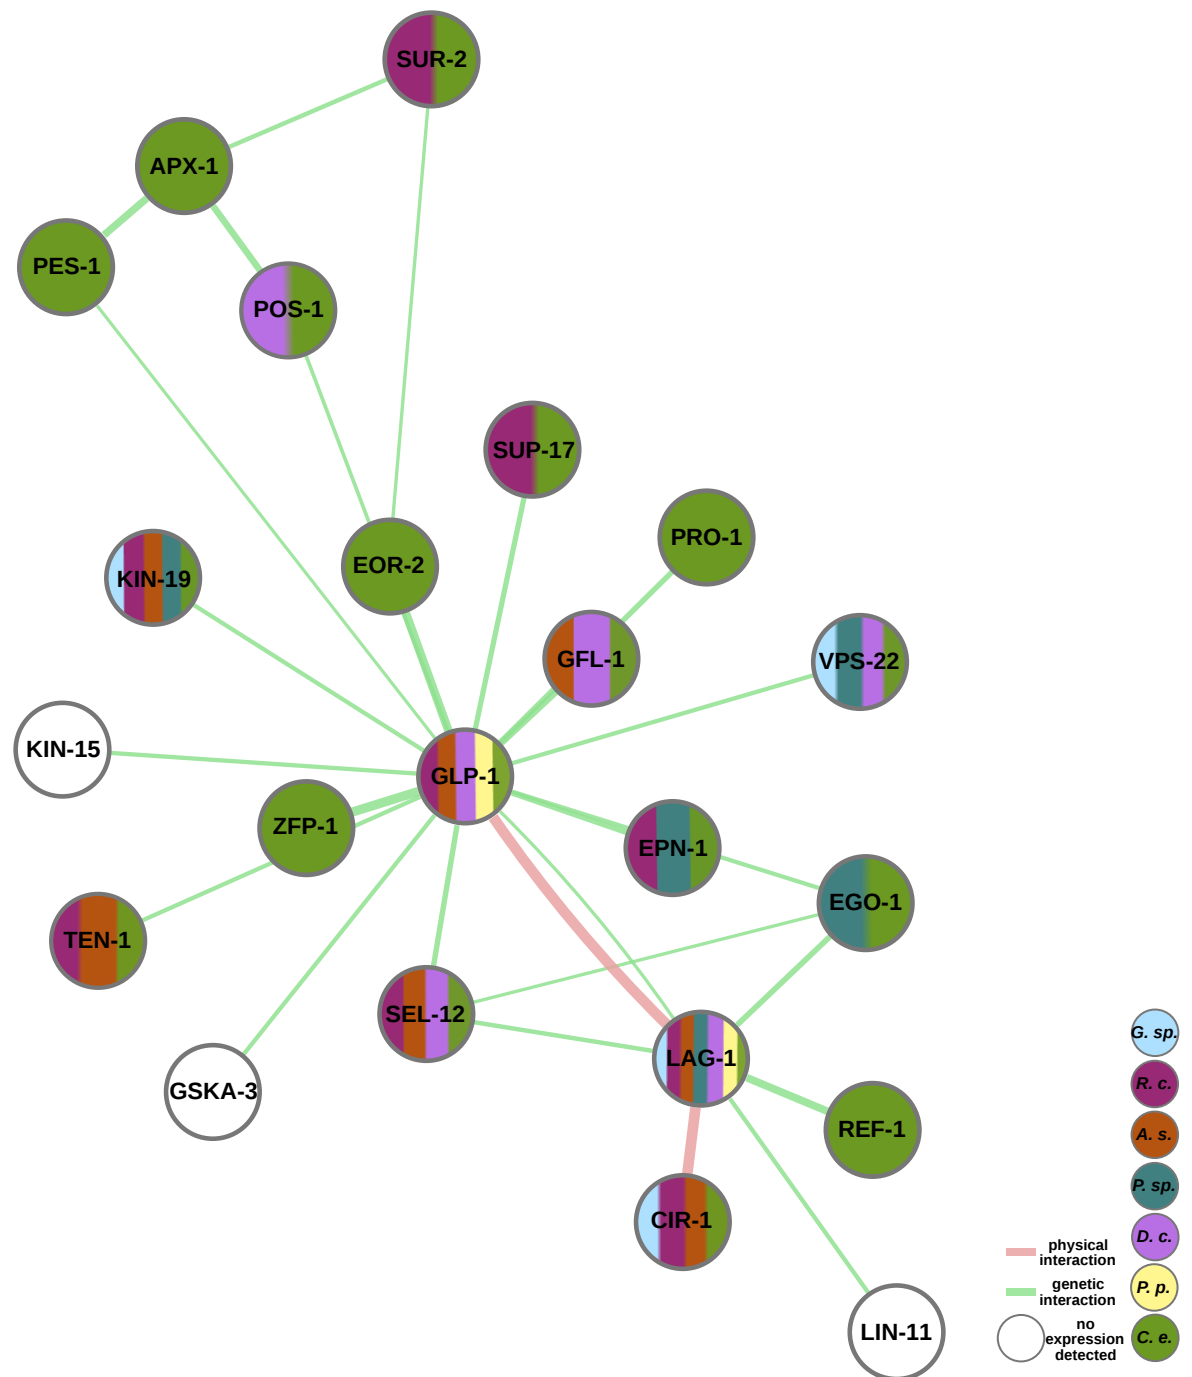 SUR-2
APX-1
PES-1
POS-1
SUP-17
PRO-1
EOR-2
KIN-19
GFL-1
VPS-22
KIN-15
GLP-1
ZFP-1
EPN-1
EGO-1
TEN-1
SEL-12
LAG-1
GSKA-3
REF-1
CIR-1
LIN-11
G. sp.
R. c.
A. s.
P. sp.
D. c.
P. p.
C. e.
physical
interaction
genetic
interaction
no
expression
detected